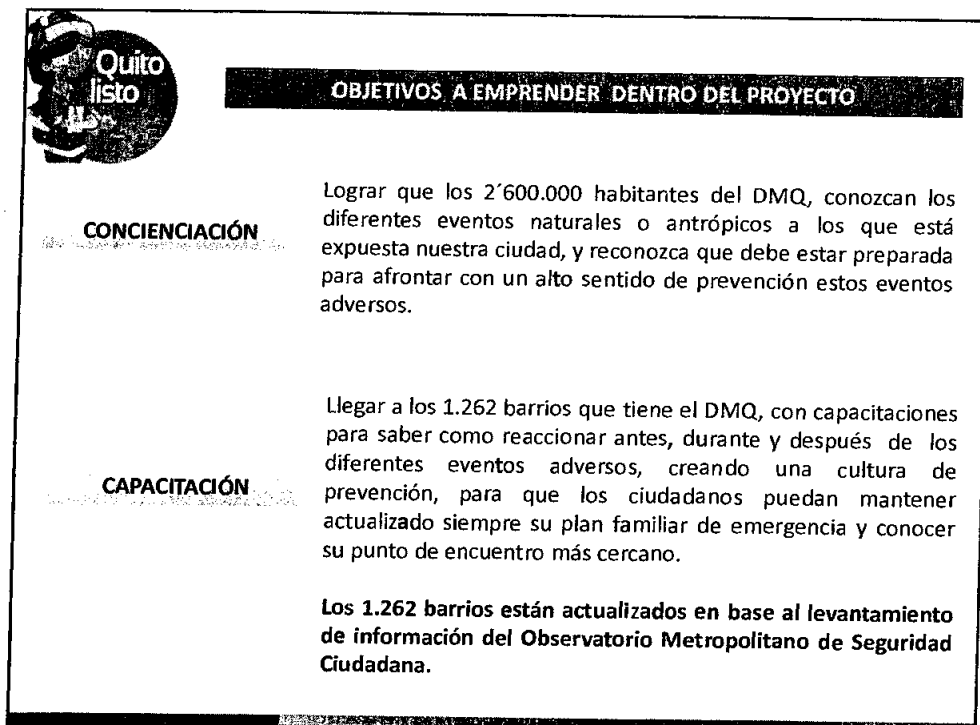 Quito
listo
OBJETIVOS A EMPRENDER DENTRO DEL PROYECTO
CONCIENCIACIÓN
Lograr que los 2´600.000 habitantes del DMQ, conozcan los
diferentes eventos naturales o antrópicos a los que está
expuesta nuestra ciudad, y reconozca que debe estar preparada
para afrontar con un alto sentido de prevención estos eventos
adversos.
CAPACITACIÓN
Llegar a los 1.262 barrios que tiene el DMQ, con capacitaciones
para saber como reaccionar antes, durante y después de los
diferentes eventos adversos, creando una cultura de
prevención, para que los ciudadanos puedan mantener
actualizado siempre su plan familiar de emergencia y conocer
su punto de encuentro más cercano.
Los 1.262 barrios están actualizados en base al levantamiento
de información del Observatorio Metropolitano de Seguridad
Ciudadana.